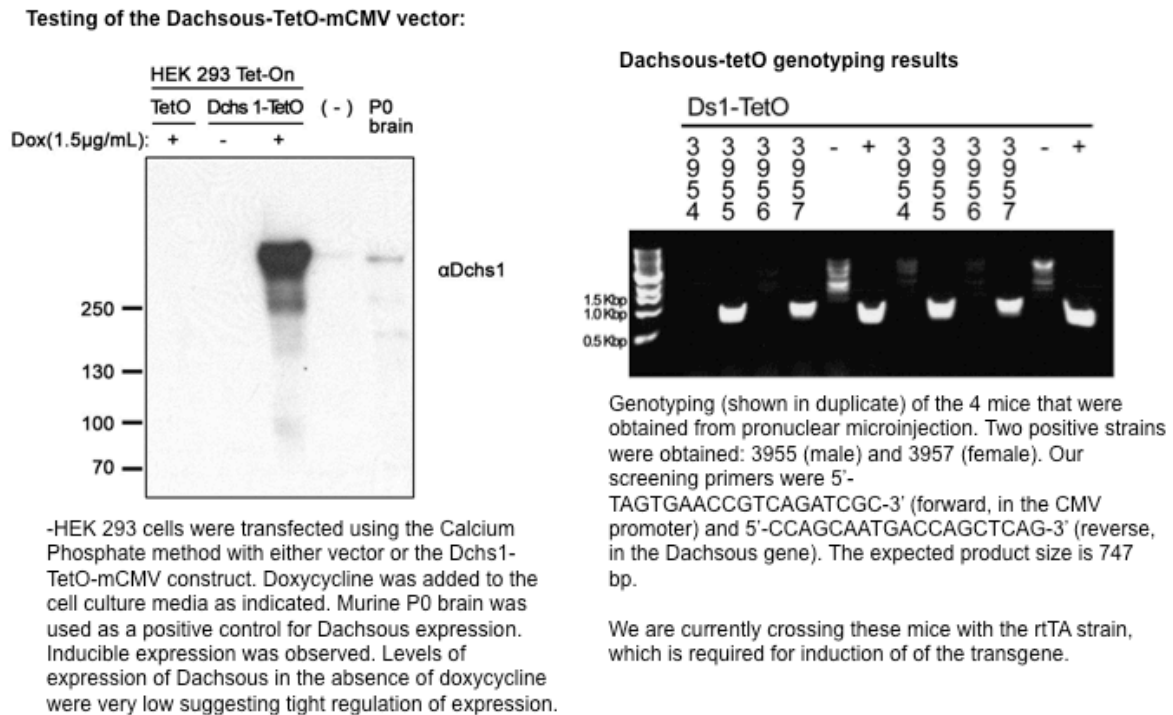 Testing of the Dachsous-TetO-mCMV vector:
HEK 293 Tet-On
TetO Dchs 1-TetO (-) P0
brain
Dox(1.5µg/mL): + - +
αDchs1
250
130
100
70
-HEK 293 cells were transfected using the Calcium
Phosphate method with either vector or the Dchs1-
TetO-mCMV construct. Doxycycline was added to the
cell culture media as indicated. Murine P0 brain was
used as a positive control for Dachsous expression.
Inducible expression was observed. Levels of
expression of Dachsous in the absence of doxycycline
were very low suggesting tight regulation of expression.
Dachsous-tetO genotyping results
Ds1-TetO
3954 3955 3956 3957 - + 3954 3955 3956 3957 - +
1.5 Kbp
1.0 Kbp
0.5 Kbp
Genotyping (shown in duplicate) of the 4 mice that were
obtained from pronuclear microinjection. Two positive strains
were obtained: 3955 (male) and 3957 (female). Our
screening primers were 5'-
TAGTGAACCGTCAGATCGC-3' (forward, in the CMV
promoter) and 5'-CCAGCAATGACCAGCTCAG-3' (reverse,
in the Dachsous gene). The expected product size is 747
bp.
We are currently crossing these mice with the rtTA strain,
which is required for induction of of the transgene.